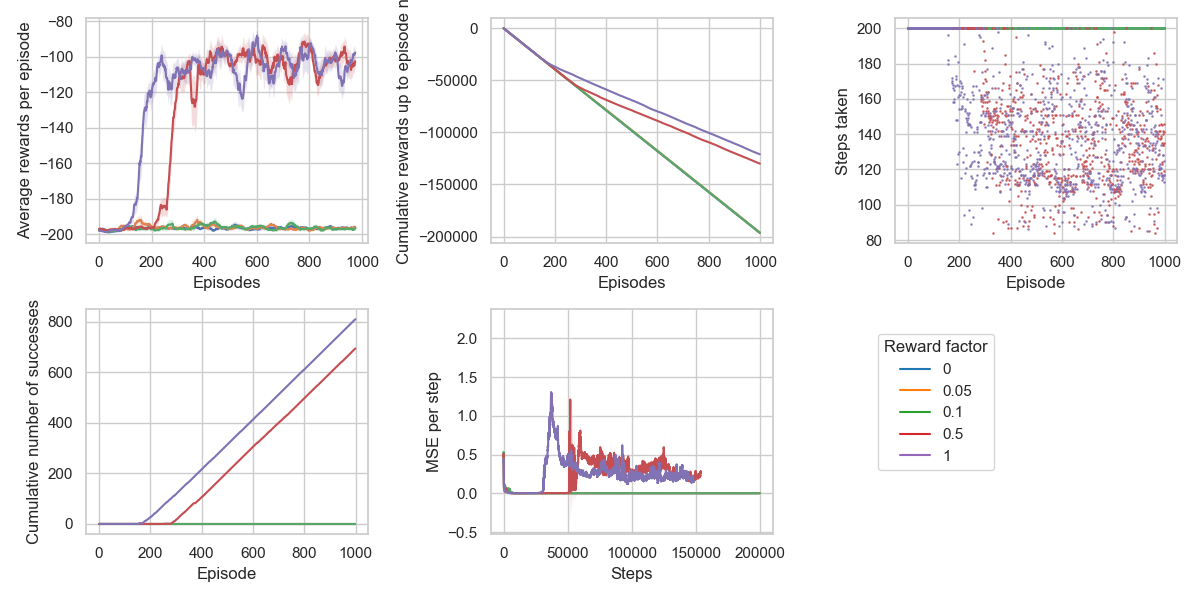 −80
−100
−120
−140
−160
−180
−200
0 200 400 600 800 1000
Episodes
Average rewards per episode
0
−50000
−100000
−150000
−200000
0 200 400 600 800 1000
Episodes
Cumulative rewards up to episode n
200
180
160
140
120
100
80
0 200 400 600 800 1000
Episode
Steps taken
800
600
400
200
0
0 200 400 600 800 1000
Episode
Cumulative number of successes
2.0
1.5
1.0
0.5
0.0
−0.5
0 50000 100000 150000 200000
Steps
MSE per step
Reward factor
0
0.05
0.1
0.5
1